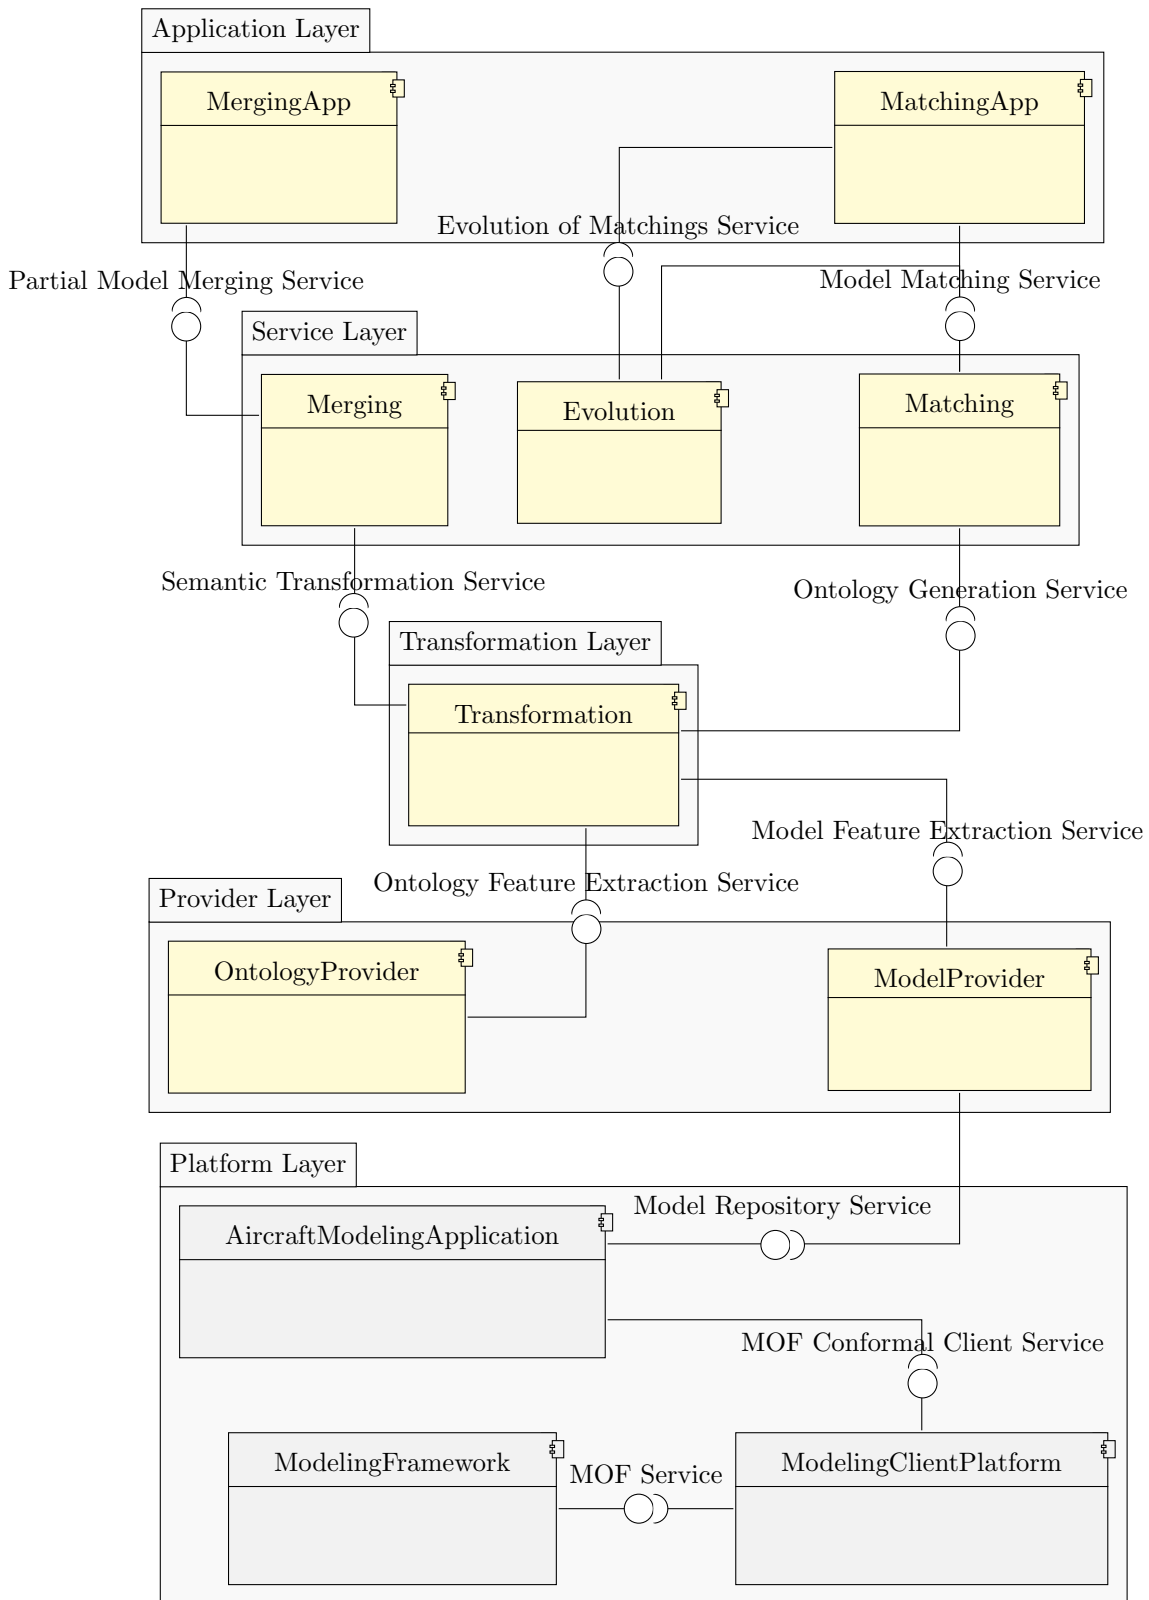 Application Layer
MergingApp
MatchingApp
Evolution of Matchings Service
Partial Model Merging Service
Model Matching Service
Service Layer
Merging
Evolution
Matching
Semantic Transformation Service
Ontology Generation Service
Transformation Layer
Transformation
Model Feature Extraction Service
Ontology Feature Extraction Service
Provider Layer
OntologyProvider
ModelProvider
Platform Layer
Model Repository Service
AircraftModelingApplication
MOF Conformal Client Service
ModelingFramework
MOF Service
ModelingClientPlatform